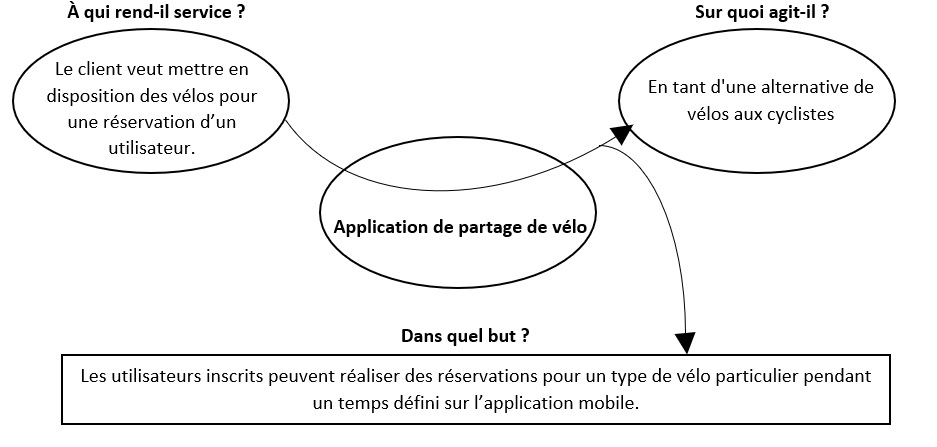 À qui rend-il service ?
Le client veut mettre en
disposition des vélos pour
une réservation d’un
utilisateur.
Sur quoi agit-il ?
En tant d'une alternative de
vélos aux cyclistes
Application de partage de vélo
Dans quel but ?
Les utilisateurs inscrits peuvent réaliser des réservations pour un type de vélo particulier pendant
un temps défini sur l’application mobile.